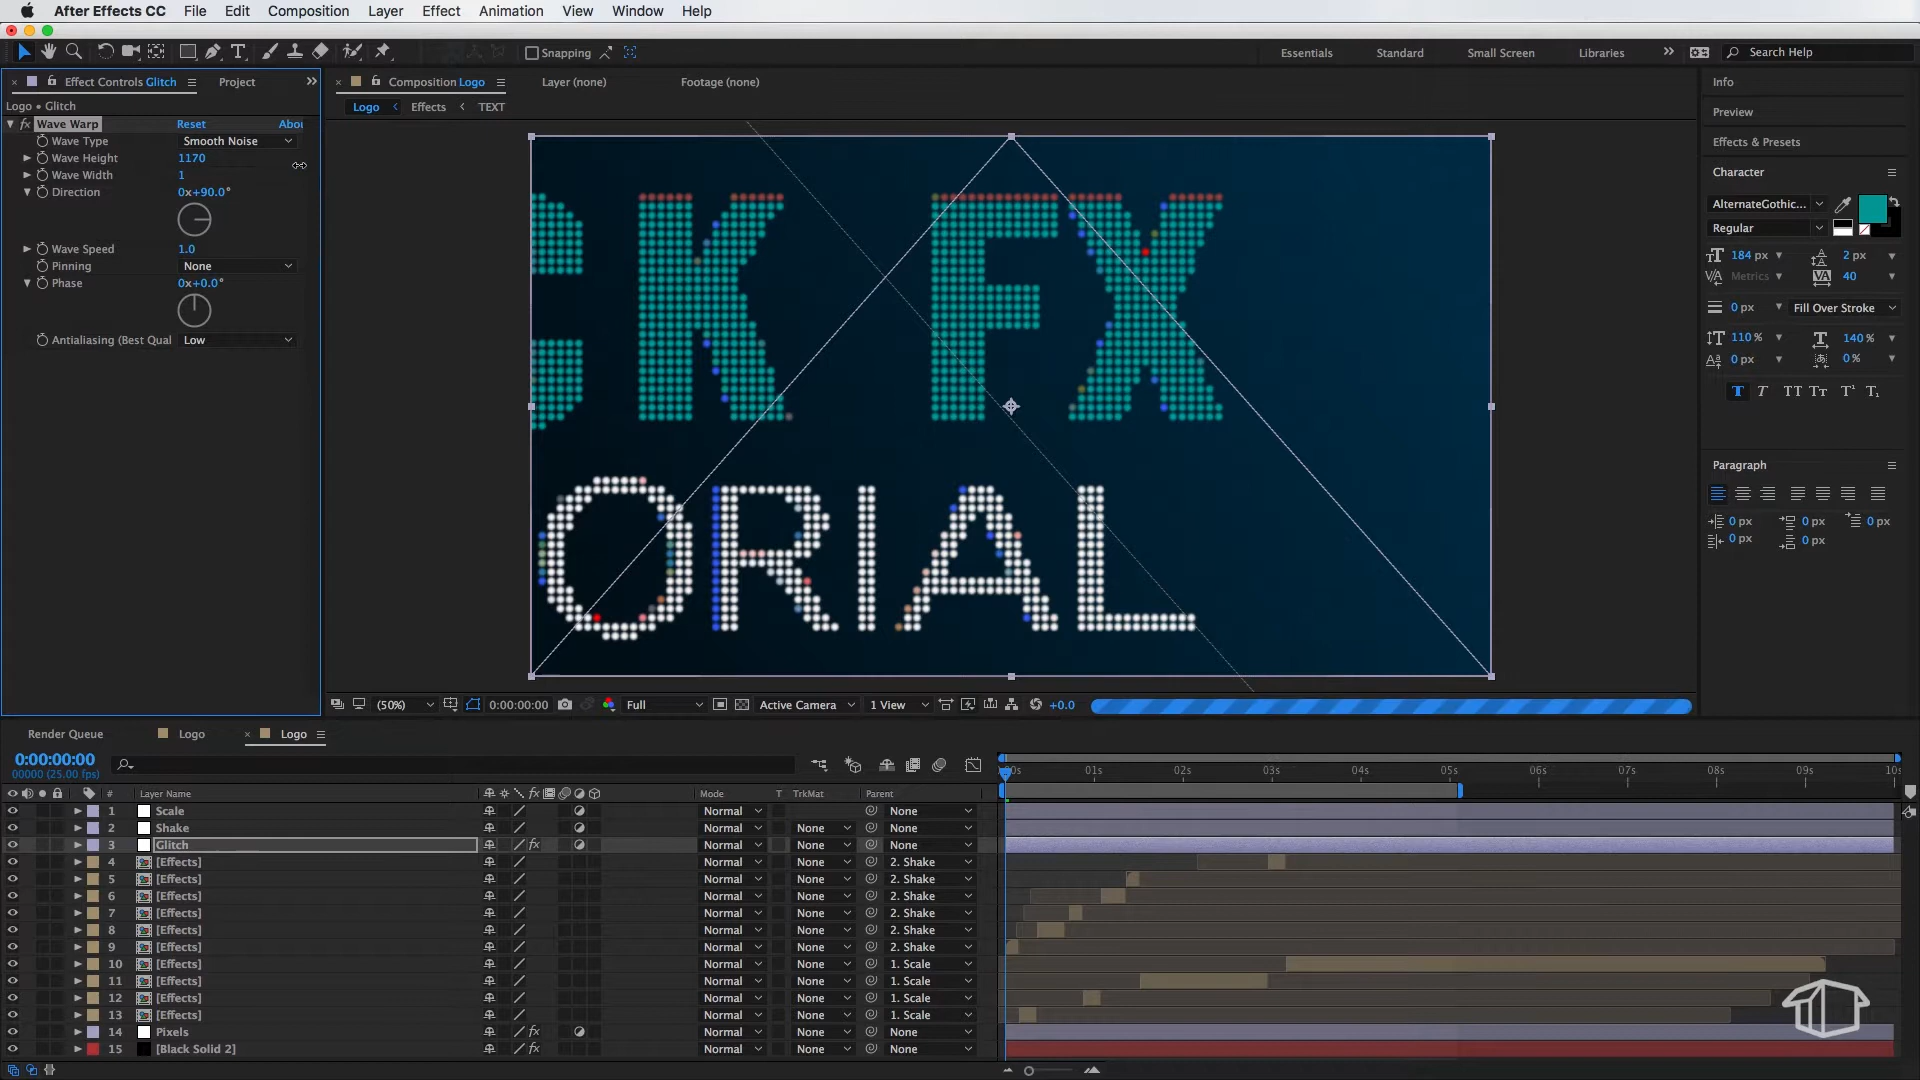 After Effects CC File Edit Composition Layer Effect Animation View Window Help
Snapping Essentials Standard Small Screen Libraries Search Help
Effect Controls Glitch Project Composition Logo Layer (none) Footage (none) Info
Logo • Glitch Logo Effects TEXT
Preview
Effects & Presets
Character
Paragraph
Wave Warp Reset Abou
Wave Type Smooth Noise
Wave Height 1170
Wave Width 1
Direction 0x+90.0°
Wave Speed 1.0
Pinning None
Phase 0x+0.0°
Antialiasing (Best Qual Low
CK FX
ORIAL
AlternateGothic...
Regular
184 px 2 px
Metrics 40
0 px Fill Over Stroke
110 % 140 %
0 px 0 %
T T TT Tт T¹ T₁
0 px 0 px 0 px
0 px 0 px
(50%) 0:00:00:00 Full Active Camera 1 View +0.0
Render Queue Logo Logo
0:00:00:00
00000 (25.00 fps)
:00s 01s 02s 03s 04s 05s 06s 07s 08s 09s 10s
# Layer Name Mode T TrkMat Parent
1 Scale Normal None
2 Shake Normal None None
3 Glitch Normal None None
4 [Effects] Normal None 2. Shake
5 [Effects] Normal None 2. Shake
6 [Effects] Normal None 2. Shake
7 [Effects] Normal None 2. Shake
8 [Effects] Normal None 2. Shake
9 [Effects] Normal None 2. Shake
10 [Effects] Normal None 1. Scale
11 [Effects] Normal None 1. Scale
12 [Effects] Normal None 1. Scale
13 [Effects] Normal None 1. Scale
14 Pixels Normal None None
15 [Black Solid 2] Normal None None